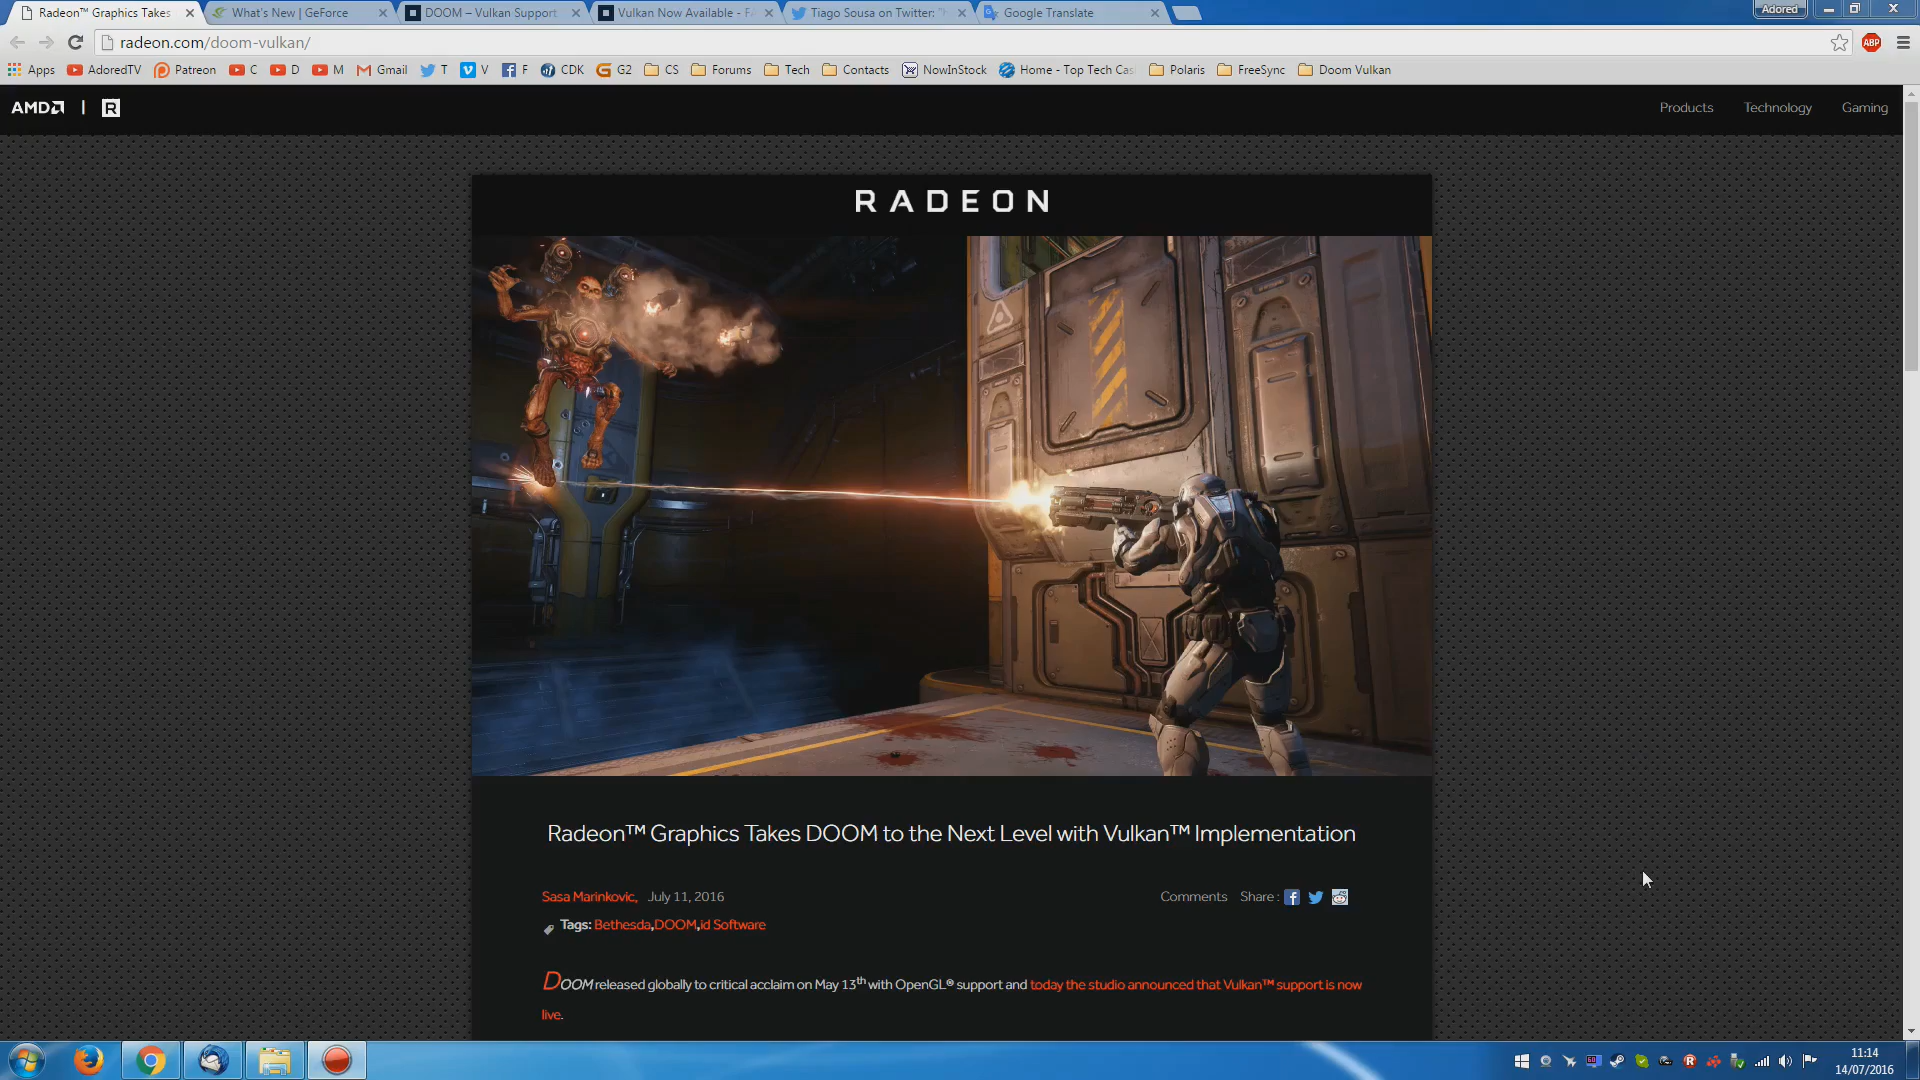 Radeon™ Graphics Takes
What's New | GeForce
DOOM – Vulkan Support
Vulkan Now Available - F
Tiago Sousa on Twitter: "
Google Translate
Adored
radeon.com/doom-vulkan/
ABP
Apps
AdoredTV
Patreon
C
D
M
Gmail
T
V
F
CDK
G2
CS
Forums
Tech
Contacts
NowInStock
Home - Top Tech Cas
Polaris
FreeSync
Doom Vulkan
AMD | R
Products
Technology
Gaming
RADEON
Radeon™ Graphics Takes DOOM to the Next Level with Vulkan™ Implementation
Sasa Marinkovic, July 11, 2016
Comments Share :
Tags: Bethesda,DOOM,id Software
DOOM released globally to critical acclaim on May 13th with OpenGL® support and today the studio announced that Vulkan™ support is now
live.
11:14
14/07/2016